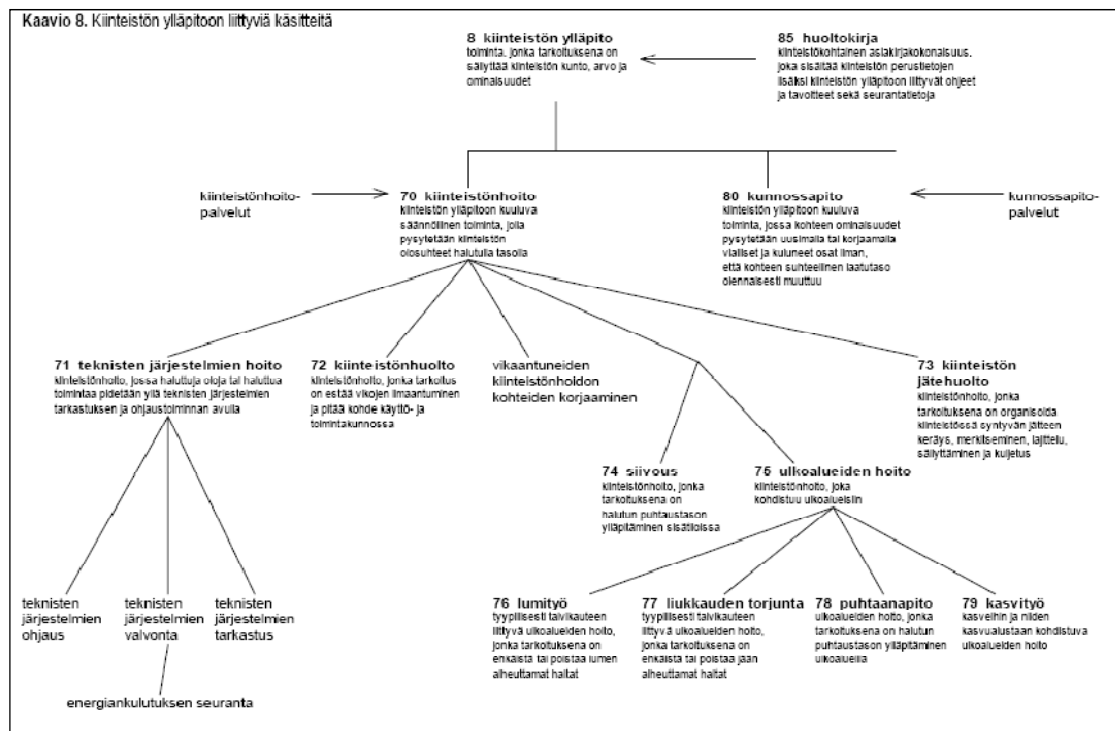 Kaavio 8. Kiinteistön ylläpitoon liittyviä käsitteitä
8 kiinteistön ylläpito
toiminta, jonka tarkoituksena on
säilyttää kiinteistön kunto, arvo ja
ominaisuudet
85 huoltokirja
kiinteistökohtainen asiakirjakokonaisuus,
joka sisältää kiinteistön perustietojen
lisäksi kiinteistön ylläpitoon liittyvät ohjeet
ja tavoitteet sekä seurantatietoja
kiinteistönhoito-
palvelut
70 kiinteistönhoito
kiinteistön ylläpitoon kuuluva
säännöllinen toiminta, jolla
pysytetään kiinteistön
olosuhteet halutulla tasolla
80 kunnossapito
kiinteistön ylläpitoon kuuluva
toiminta, jossa kohteen ominaisuudet
pysytetään uusimalla tai korjaamalla
vialliset ja kuluneet osat ilman,
että kohteen suhteellinen laatutaso
olennaisesti muuttuu
kunnossapito-
palvelut
71 teknisten järjestelmien hoito
kiinteistönhoito, jossa haluttuja oloja tai haluttua
toimintaa pidetään yllä teknisten järjestelmien
tarkastuksen ja ohjaustoiminnan avulla
72 kiinteistönhuolto
kiinteistönhoito, jonka tarkoitus
on estää vikojen ilmaantuminen
ja pitää kohde käyttö- ja
toimintakunnossa
vikaantuneiden
kiinteistönhoidon
kohteiden korjaaminen
73 kiinteistön
jätehuolto
kiinteistönhoito, jonka
tarkoituksena on organisoida
kiinteistössä syntyvän jätteen
keräys, merkitseminen, lajittelu,
säilyttäminen ja kuljetus
74 siivous
kiinteistönhoito, jonka
tarkoituksena on
halutun puhtaustason
ylläpitäminen sisätiloissa
75 ulkoalueiden hoito
kiinteistönhoito, joka
kohdistuu ulkoalueisiin
teknisten
järjestelmien
ohjaus
teknisten
järjestelmien
valvonta
teknisten
järjestelmien
tarkastus
76 lumityö
tyypillisesti talvikauteen
liittyvä ulkoalueiden hoito,
jonka tarkoituksena on
enkäistä tai poistaa lumen
aiheuttamat haitat
77 liukkauden torjunta
tyypillisesti talvikauteen
liittyvä ulkoalueiden hoito,
jonka tarkoituksena on
enkäistä tai poistaa jään
aiheuttamat haitat
78 puhtaanapito
ulkoalueiden hoito, jonka
tarkoituksena on halutun
puhtaustason ylläpitäminen
ulkoalueilla
79 kasvityö
kasveihin ja niiden
kasvualustaan kohdistuva
ulkoalueiden hoito
energiankulutuksen seuranta